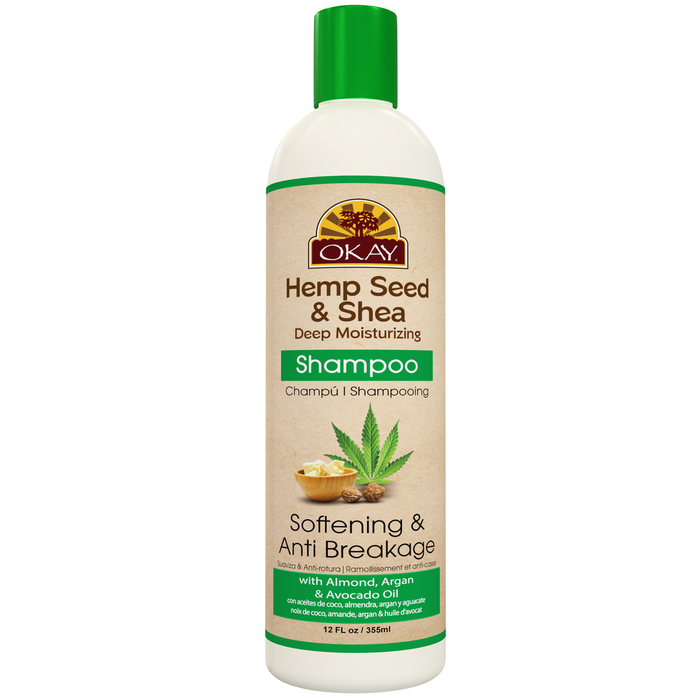 OKAY
Hemp Seed
& Shea
Deep Moisturizing
Shampoo
Champú | Shampooing
Softening &
Anti Breakage
Suaviza & Anti-rotura | Ramollissement et anti-casse
with Almond, Argan
& Avocado Oil
con aceites de coco, almendra, argan y aguacate
noix de coco, amande, argan & huile d'avocat
12 FL oz / 355ml